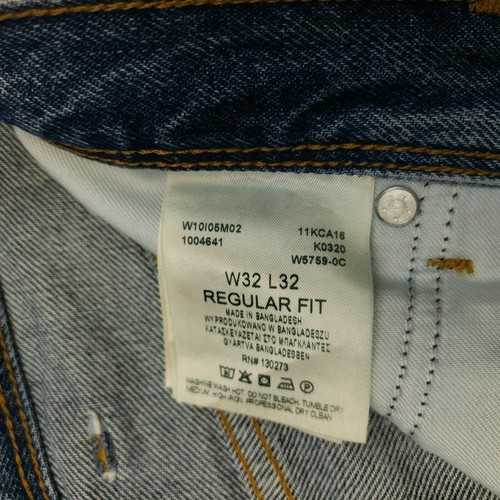 W10I05M02 11KCA16
1004641 K0320
W5759-0C
W32 L32
REGULAR FIT
MADE IN BANGLADESH
WYPRODUKOWANO W BANGLADESZU
ΚΑΤΑΣΚΕΥΑΖΕΤΑΙ ΣΤΟ ΜΠΑΓΚΛΑΝΤΕΣ
GYÁRTVA BANGLADESBEN
RN# 130273
MACHINE WASH HOT DO NOT BLEACH, TUMBLE DRY
MEDIUM, HIGH IRON, PROFESSIONAL DRY CLEAN